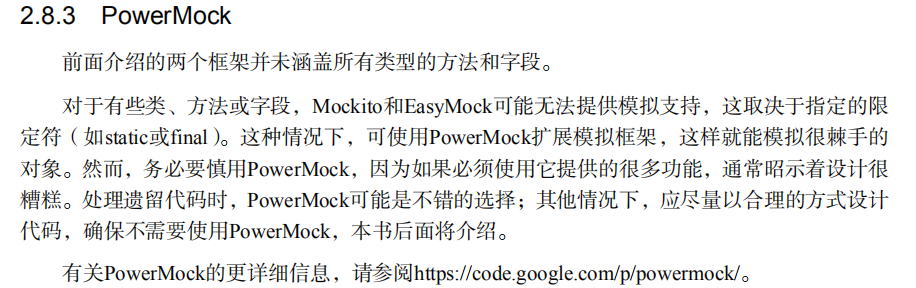 2.8.3 PowerMock
前面介绍的两个框架并未涵盖所有类型的方法和字段。
对于有些类、方法或字段，Mockito和EasyMock可能无法提供模拟支持，这取决于指定的限
定符（如static或final）。这种情况下，可使用PowerMock扩展模拟框架，这样就能模拟很棘手的
对象。然而，务必要慎用PowerMock，因为如果必须使用它提供的很多功能，通常昭示着设计很
糟糕。处理遗留代码时，PowerMock可能是不错的选择；其他情况下，应尽量以合理的方式设计
代码，确保不需要使用PowerMock，本书后面将介绍。
有关PowerMock的更详细信息，请参阅https://code.google.com/p/powermock/。